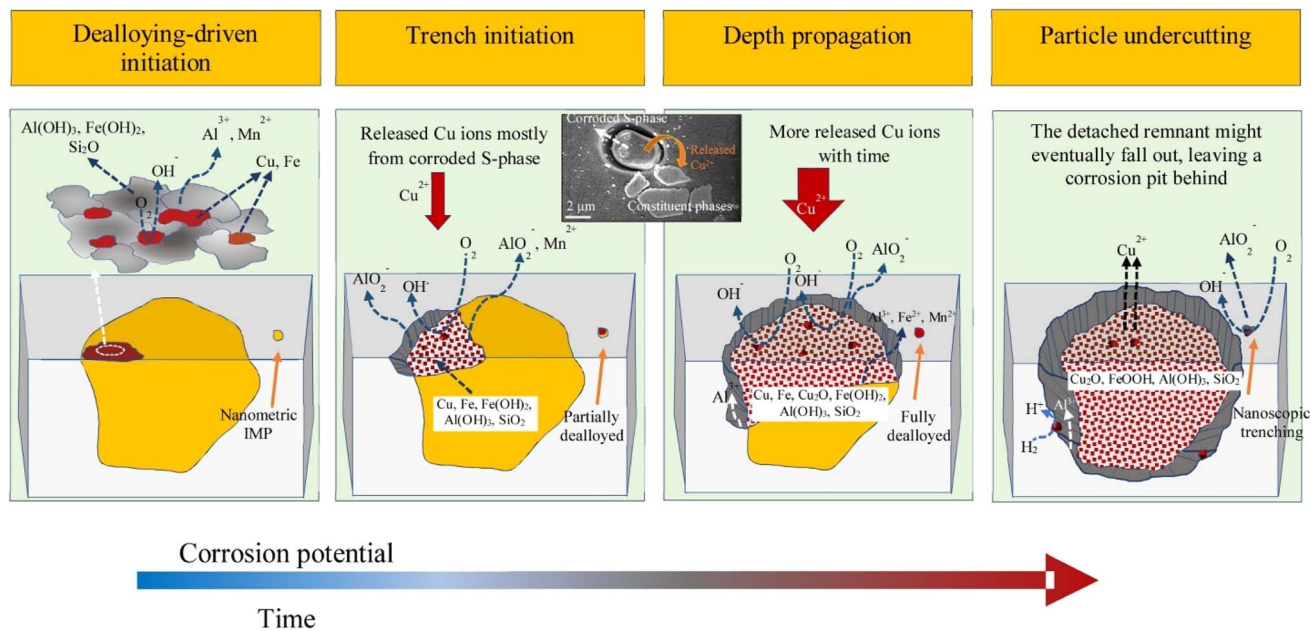 Dealloying-driven
initiation
Trench initiation
Depth propagation
Particle undercutting
Al(OH)₃, Fe(OH)₂,
Si₂O
Al³⁺, Mn²⁺
OH⁻
Cu, Fe
O₂
Nanometric
IMP
Released Cu ions mostly
from corroded S-phase
Cu²⁺
O₂
AlO₂⁻, Mn²⁺
AlO₂⁻
OH⁻
Cu, Fe, Fe(OH)₂,
Al(OH)₃, SiO₂
Partially
dealloyed
Corroded S-phase
Released
Cu²⁺
Constituent phases
2 µm
More released Cu ions
with time
Cu²⁺
O₂
O₂
AlO₂⁻
OH⁻
OH⁻
Al³⁺, Fe²⁺, Mn²⁺
Al³⁺
Cu, Fe, Cu₂O, Fe(OH)₂,
Al(OH)₃, SiO₂
Fully
dealloyed
The detached remnant might
eventually fall out, leaving a
corrosion pit behind
Cu²⁺
AlO₂⁻
O₂
OH⁻
Cu₂O, FeOOH, Al(OH)₃, SiO₂
H⁺
Al³⁺
H₂
Nanoscopic
trenching
Corrosion potential
Time